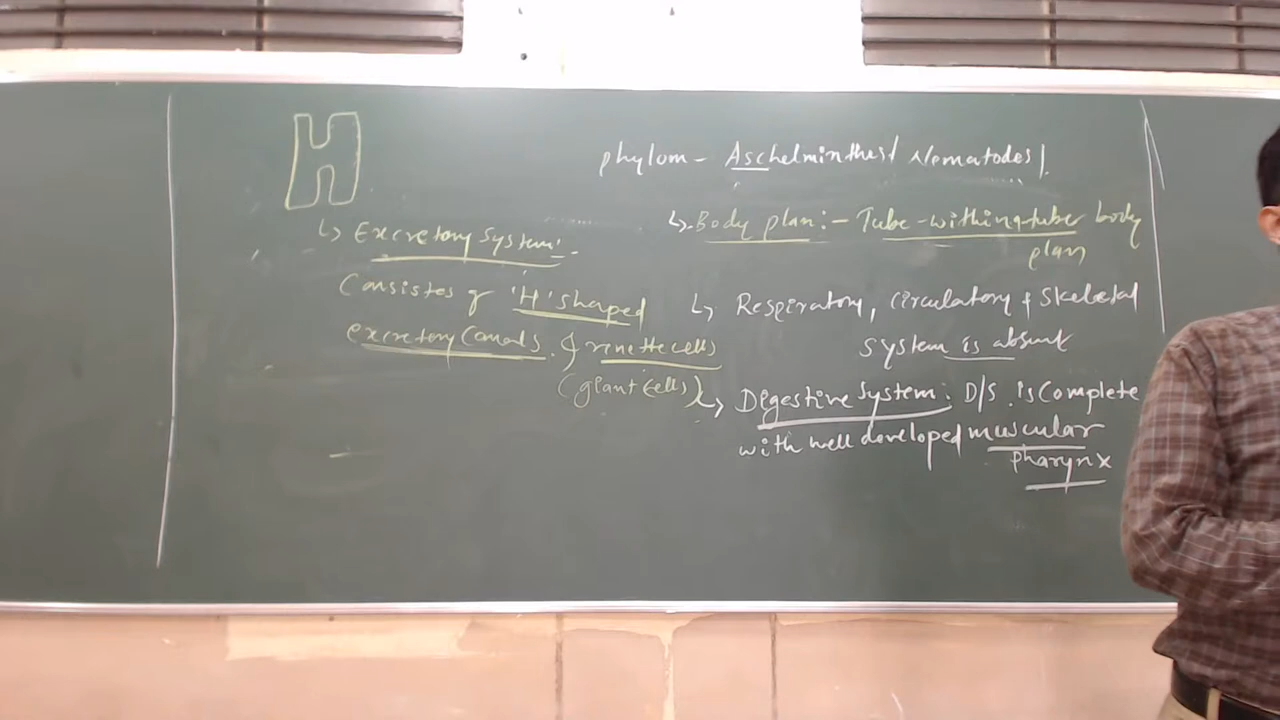 phylum - Aschelminthes/ Nematodes/.
↳ Body plan:- Tube-within-tube body
plan
↳ Respiratory, Circulatory & Skeletal
system is absent
↳ Digestive system: D/S is Complete
with well developed muscular
pharynx
H
↳ Excretory system:-
Consistes of 'H' shaped
excretory Canals. & renette cells
(giant cells)